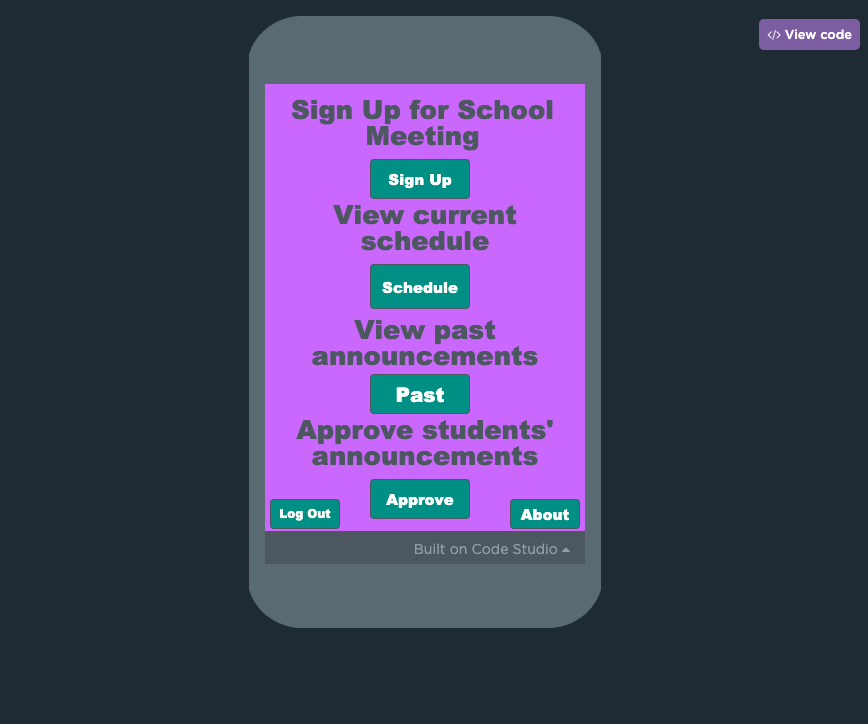 </> View code
Sign Up for School
Meeting
Sign Up
View current
schedule
Schedule
View past
announcements
Past
Approve students'
announcements
Approve
Log Out
About
Built on Code Studio